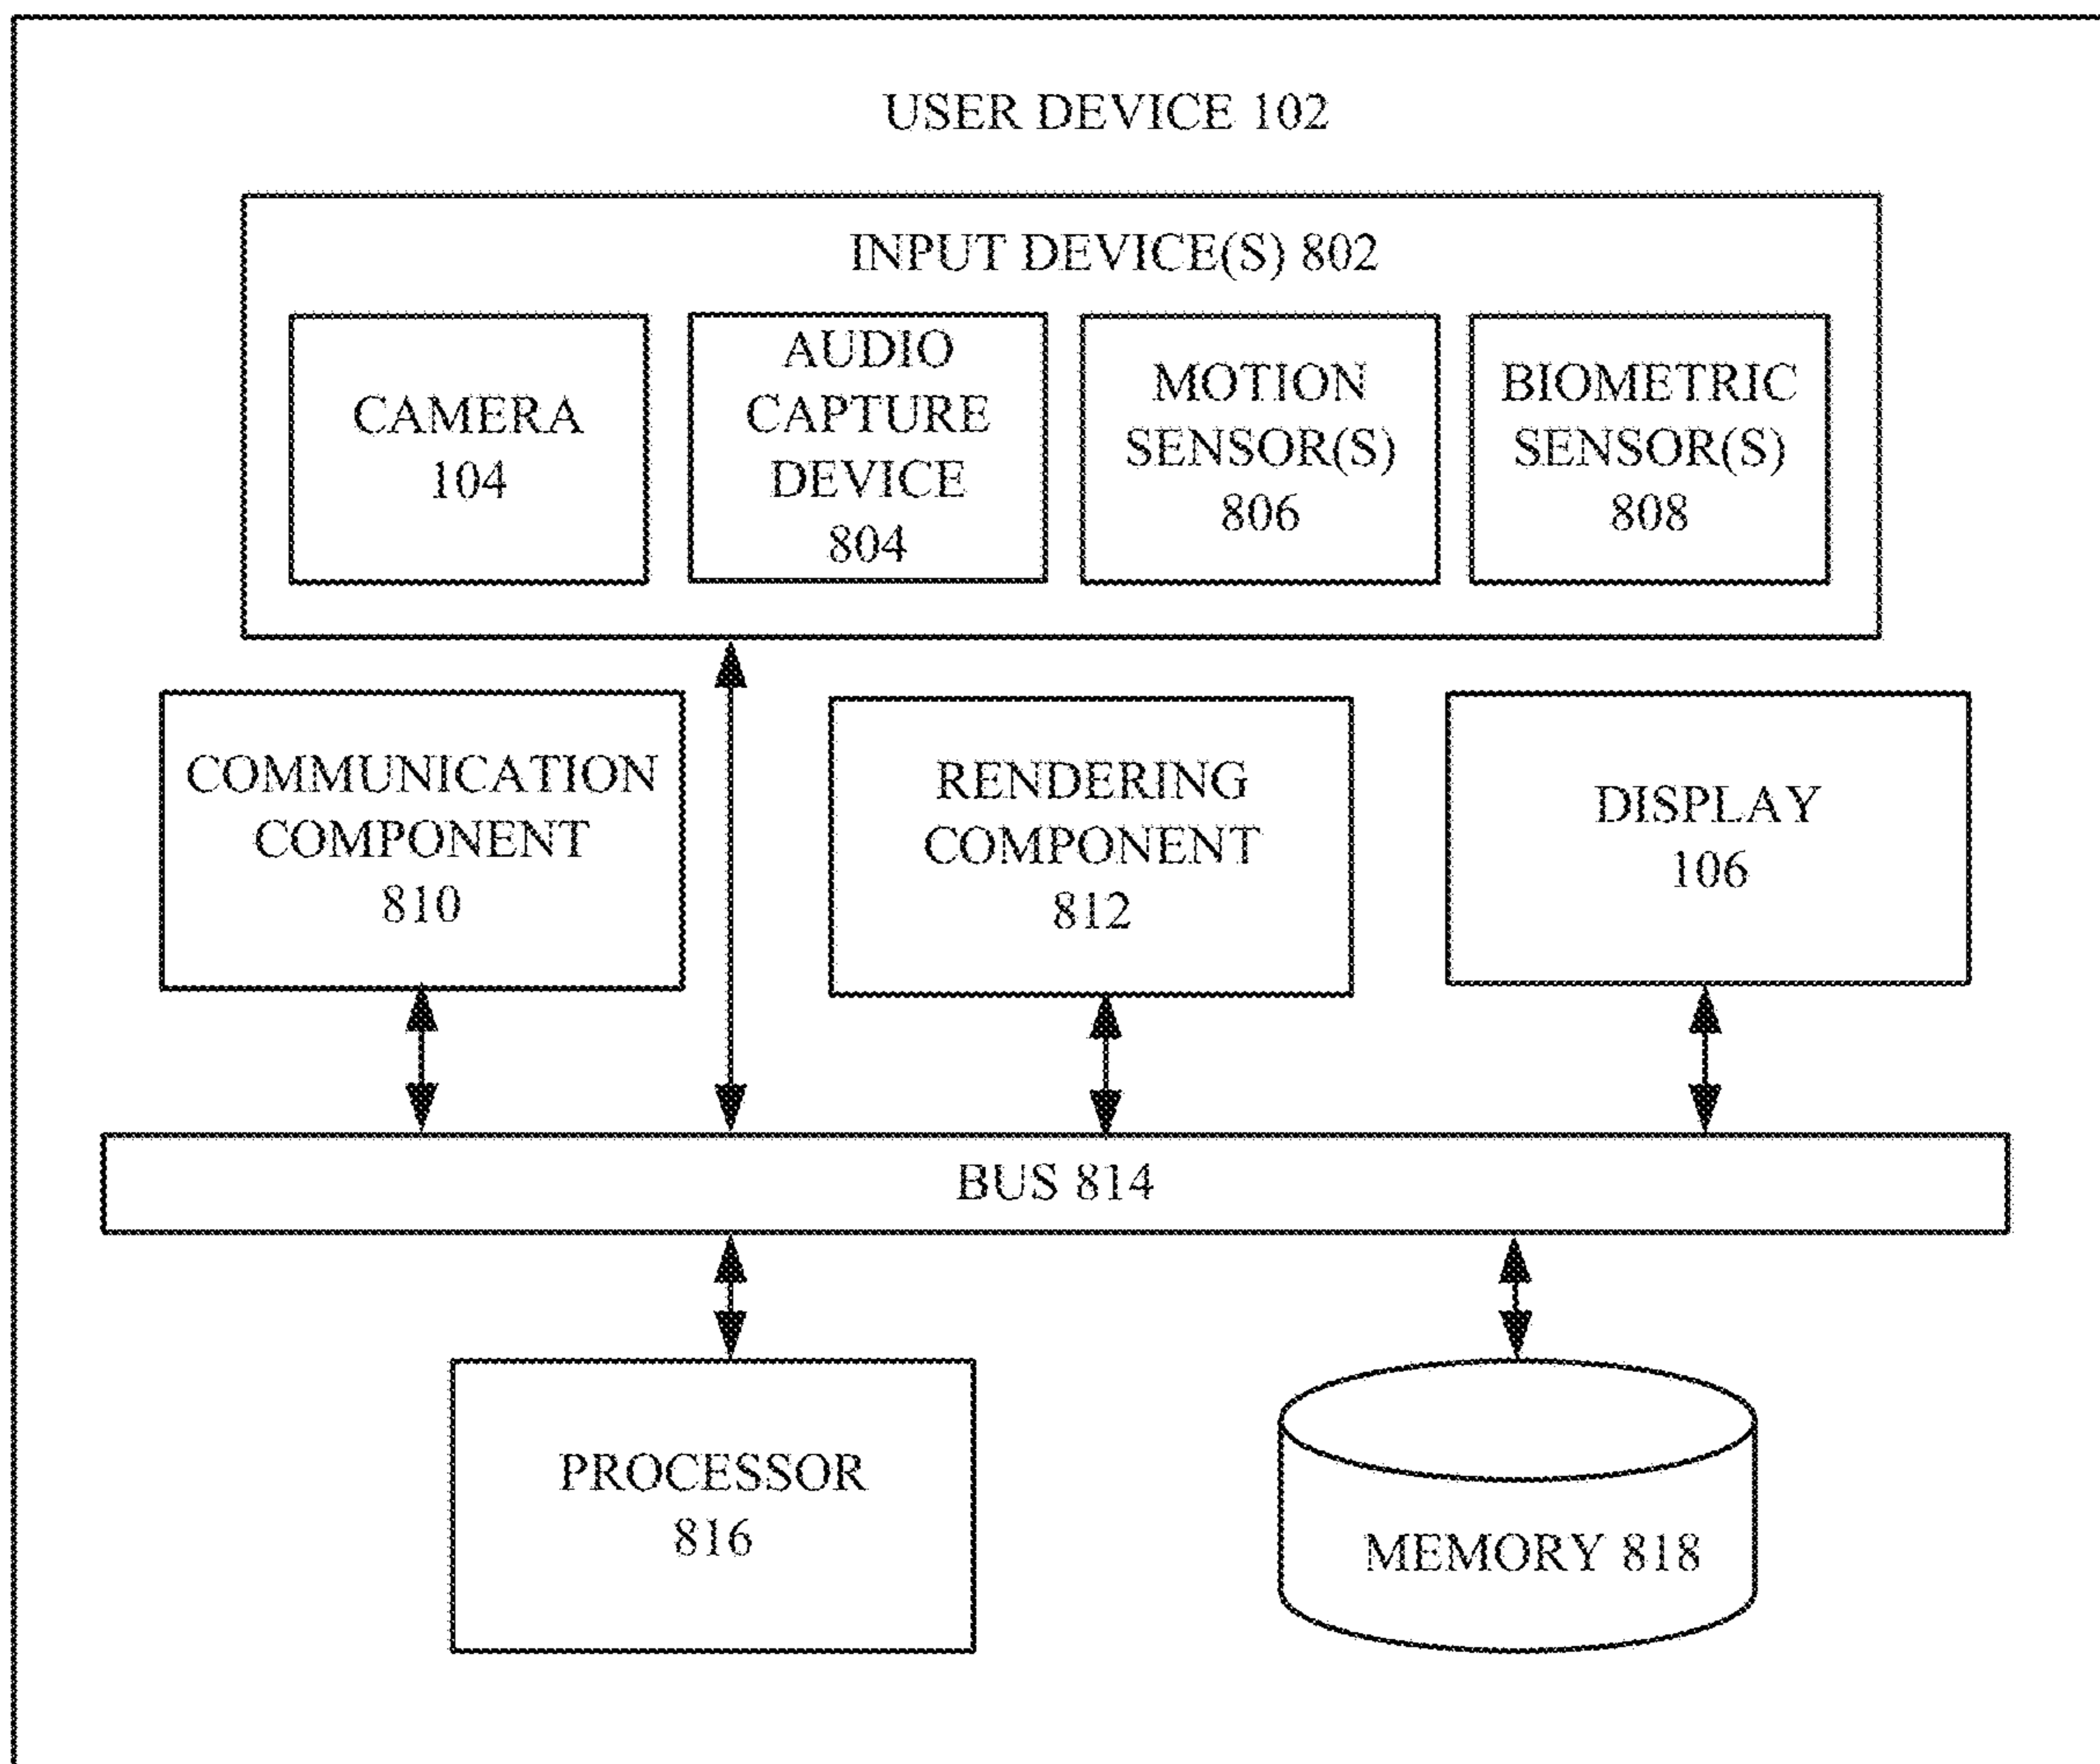 USER DEVICE 102
INPUT DEVICE(S) 802
CAMERA
104
AUDIO
CAPTURE
DEVICE
804
MOTION
SENSOR(S)
806
BIOMETRIC
SENSOR(S)
808
COMMUNICATION
COMPONENT
810
RENDERING
COMPONENT
812
DISPLAY
106
BUS 814
PROCESSOR
816
MEMORY 818